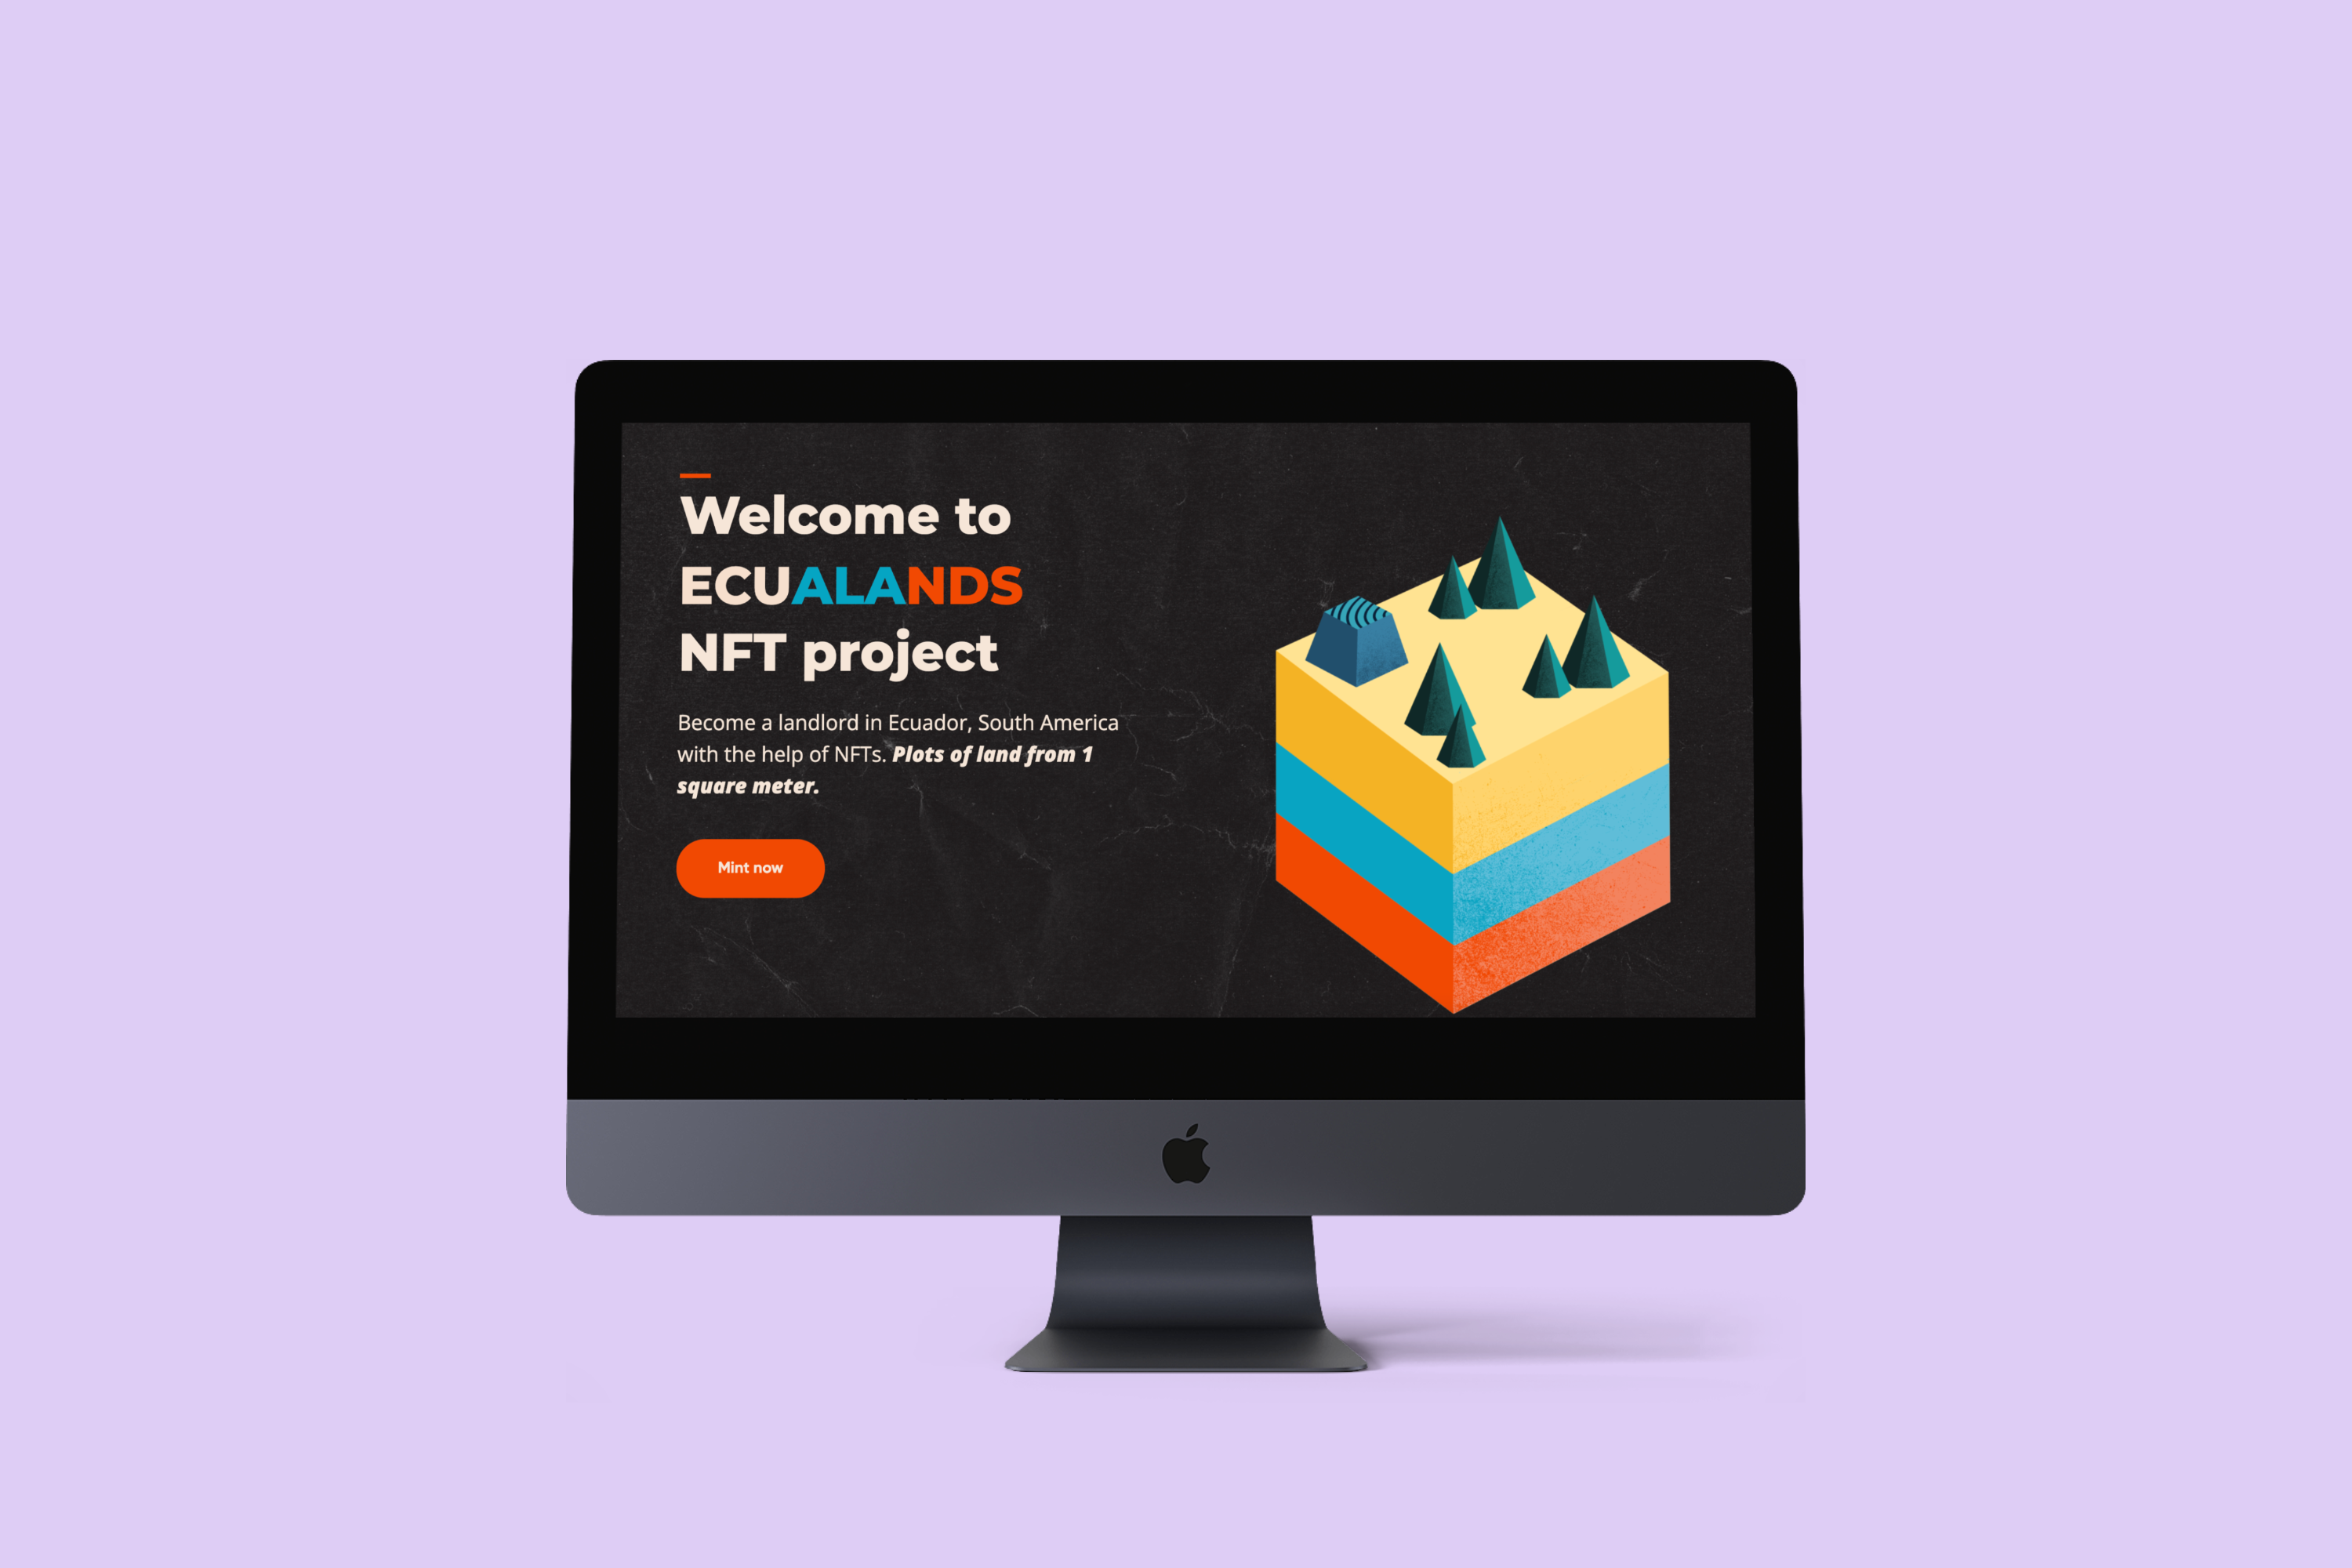 Welcome to
ECUALANDS
NFT project
Become a landlord in Ecuador, South America
with the help of NFTs. Plots of land from 1
square meter.
Mint now